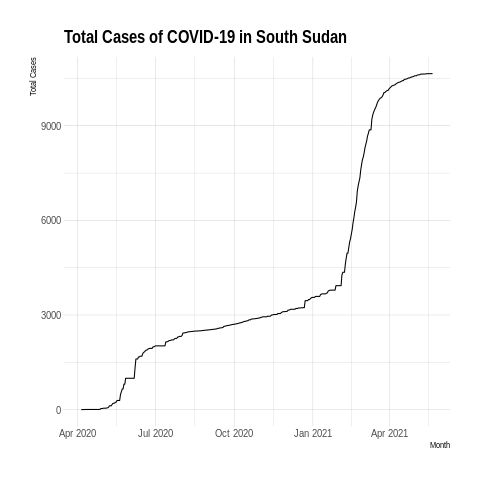 Total Cases of COVID-19 in South Sudan
Total Cases
9000
6000
3000
0
Apr 2020 Jul 2020 Oct 2020 Jan 2021 Apr 2021
Month